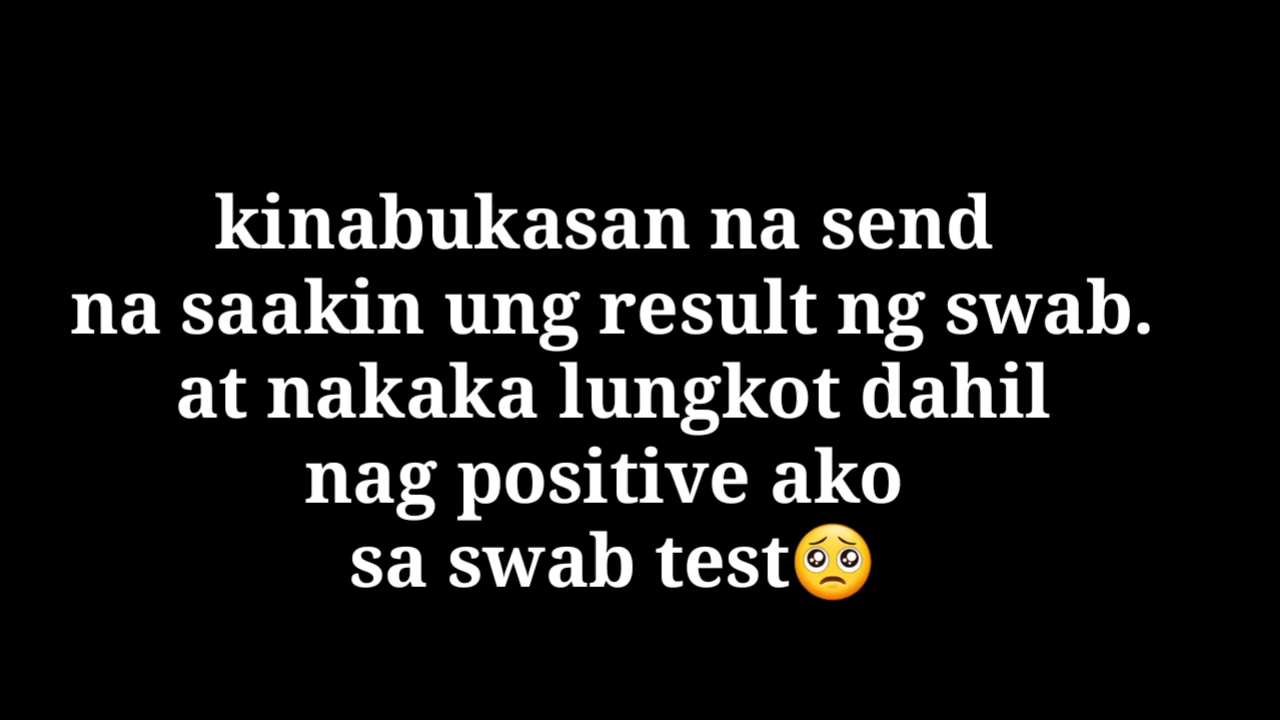 kinabukasan na send
na saakin ung result ng swab.
at nakaka lungkot dahil
nag positive ako
sa swab test🥺